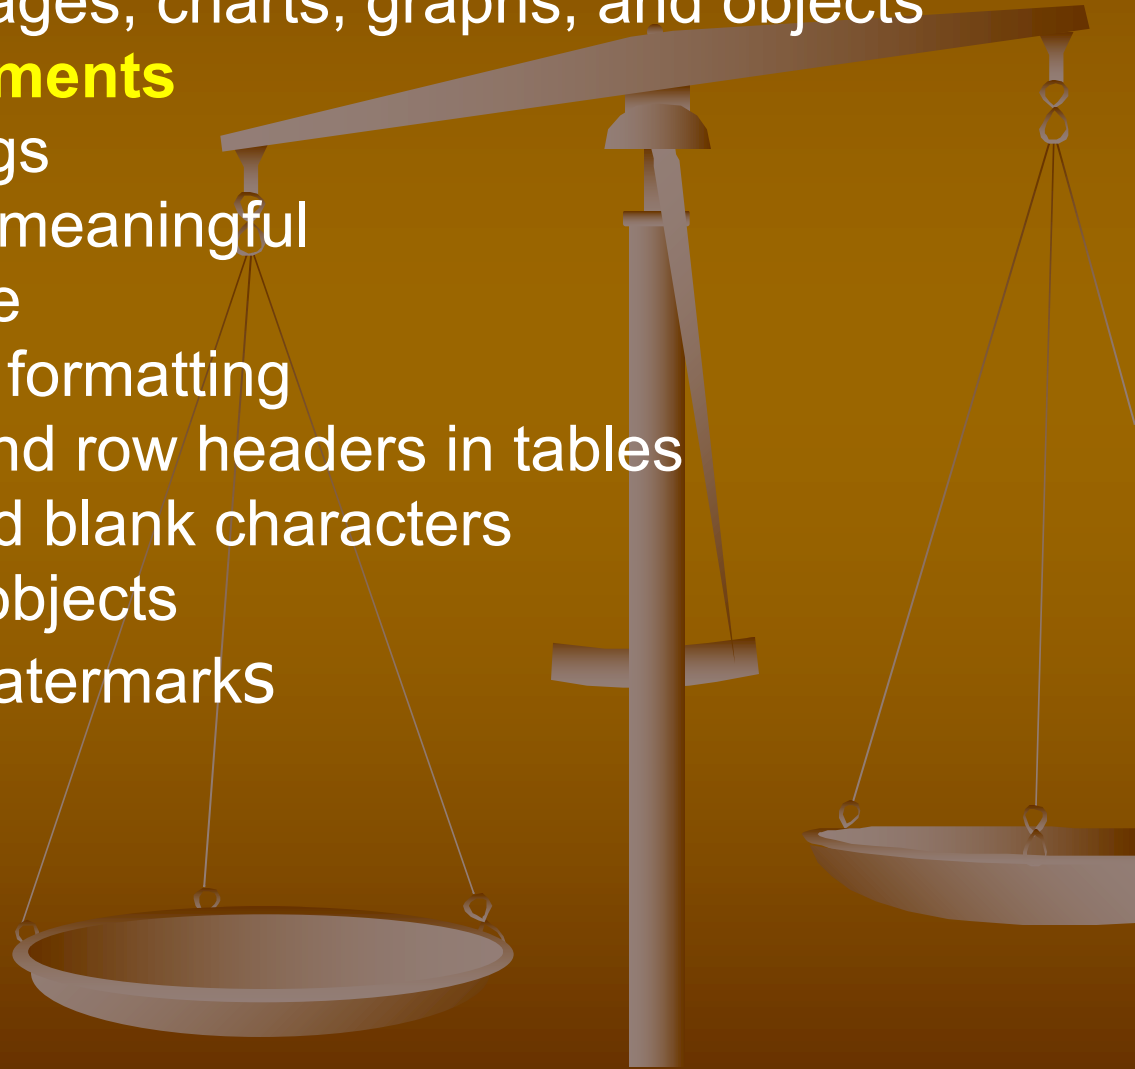 ages, charts, graphs, and objects
ments
gs
meaningful
e
formatting
nd row headers in tables
d blank characters
objects
atermarks